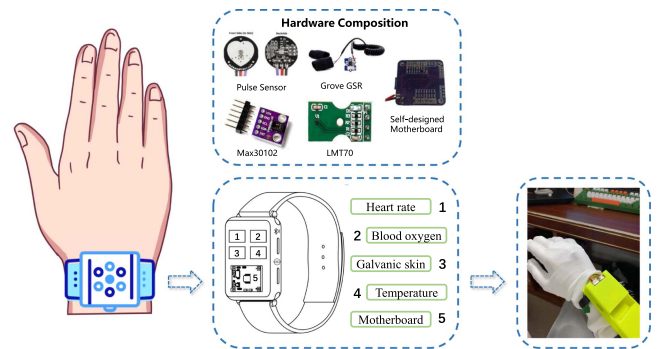 Hardware Composition
Pulse Sensor
Grove GSR
Self-designed
Motherboard
Max30102
LMT70
1 2
3 4
5
Heart rate 1
2 Blood oxygen
Galvanic skin 3
4 Temperature
Motherboard 5